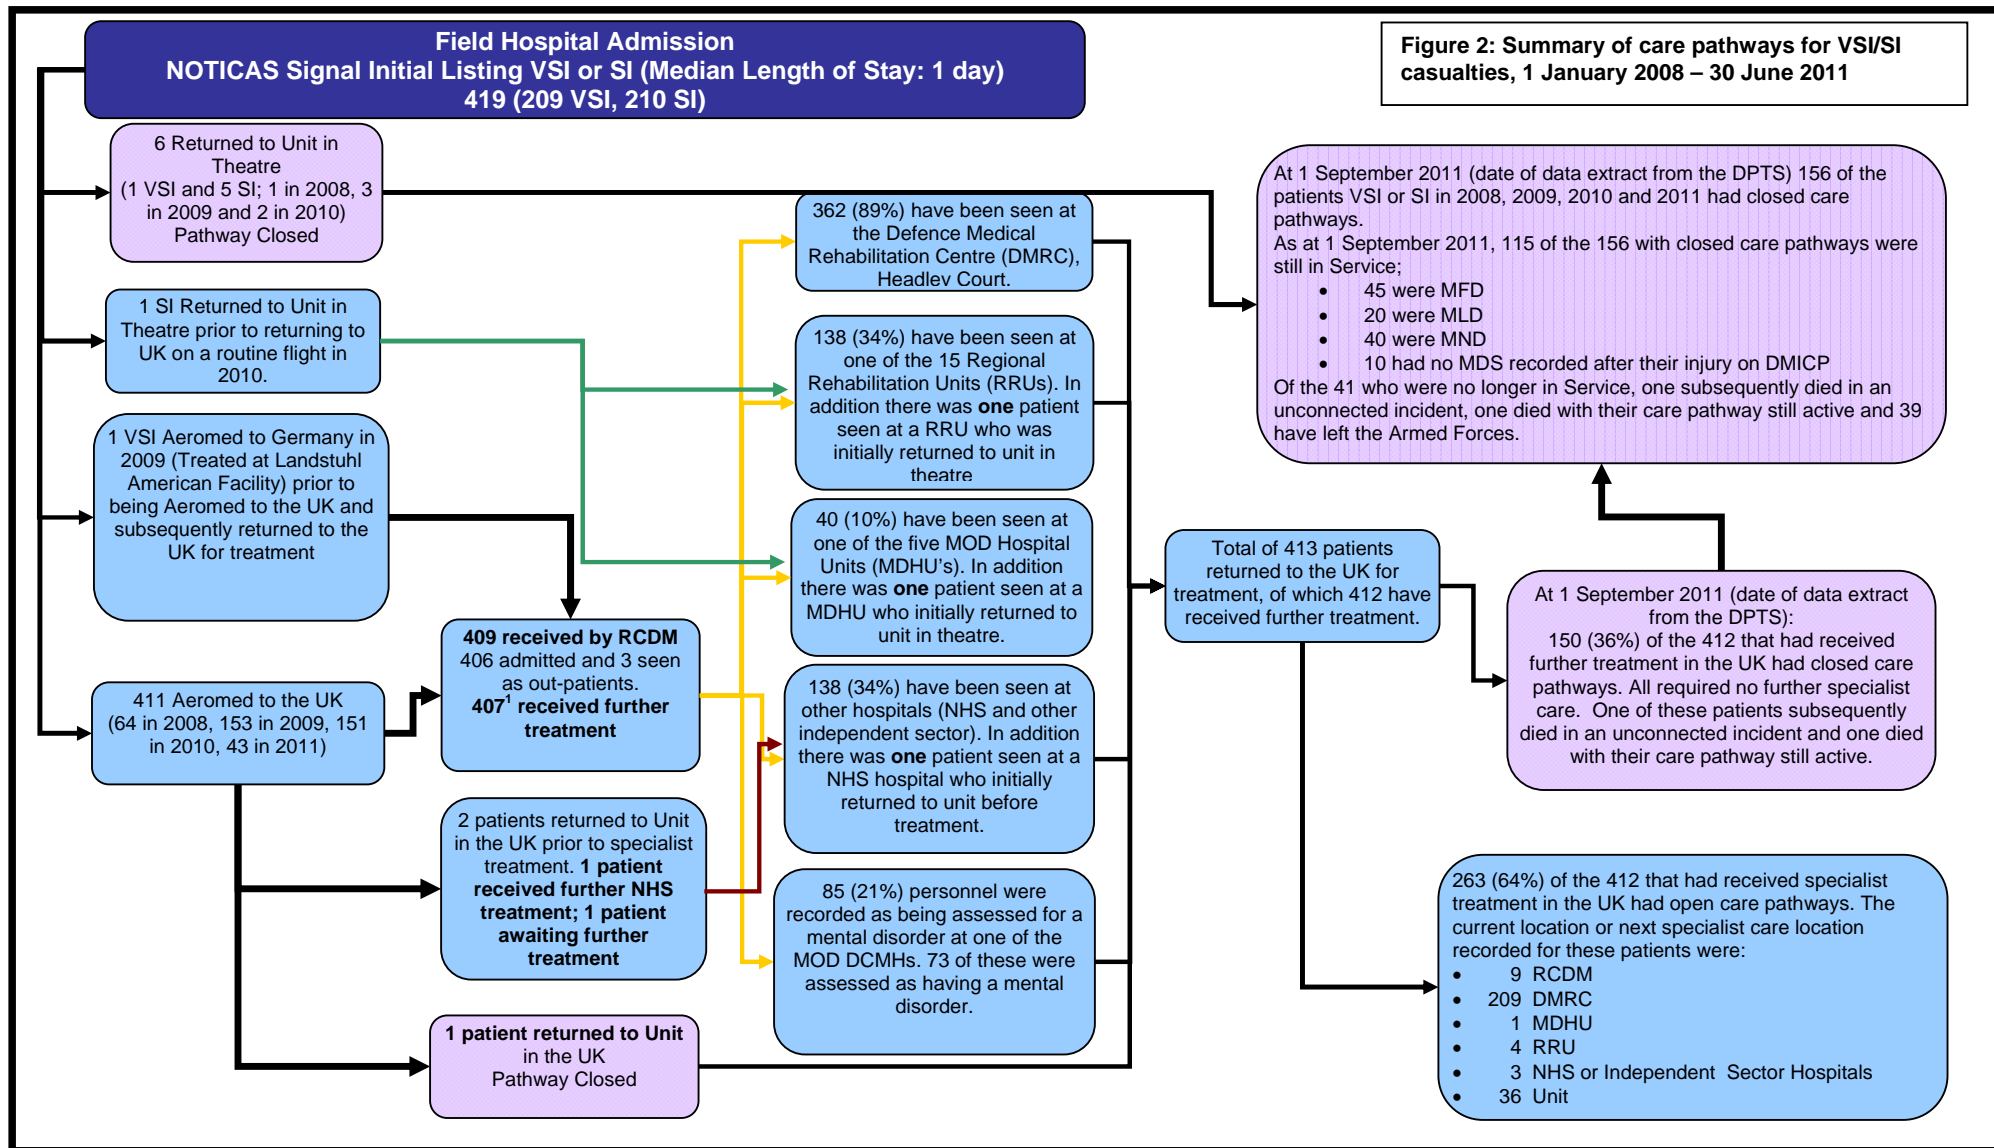 Field Hospital Admission
NOTICAS Signal Initial Listing VSI or SI (Median Length of Stay: 1 day)
419 (209 VSI, 210 SI)
Figure 2: Summary of care pathways for VSI/SI
casualties, 1 January 2008 – 30 June 2011
6 Returned to Unit in
Theatre
(1 VSI and 5 SI; 1 in 2008, 3
in 2009 and 2 in 2010)
Pathway Closed
1 SI Returned to Unit in
Theatre prior to returning to
UK on a routine flight in
2010.
1 VSI Aeromed to Germany in
2009 (Treated at Landstuhl
American Facility) prior to
being Aeromed to the UK and
subsequently returned to the
UK for treatment
411 Aeromed to the UK
(64 in 2008, 153 in 2009, 151
in 2010, 43 in 2011)
409 received by RCDM
406 admitted and 3 seen
as out-patients.
407¹ received further
treatment
2 patients returned to Unit
in the UK prior to specialist
treatment. 1 patient
received further NHS
treatment; 1 patient
awaiting further
treatment
1 patient returned to Unit
in the UK
Pathway Closed
362 (89%) have been seen at
the Defence Medical
Rehabilitation Centre (DMRC),
Headley Court.
138 (34%) have been seen at
one of the 15 Regional
Rehabilitation Units (RRUs). In
addition there was one patient
seen at a RRU who was
initially returned to unit in
theatre
40 (10%) have been seen at
one of the five MOD Hospital
Units (MDHU's). In addition
there was one patient seen at a
MDHU who initially returned to
unit in theatre.
138 (34%) have been seen at
other hospitals (NHS and other
independent sector). In addition
there was one patient seen at a
NHS hospital who initially
returned to unit before
treatment.
85 (21%) personnel were
recorded as being assessed for a
mental disorder at one of the
MOD DCMHs. 73 of these were
assessed as having a mental
disorder.
Total of 413 patients
returned to the UK for
treatment, of which 412 have
received further treatment.
At 1 September 2011 (date of data extract from the DPTS) 156 of the
patients VSI or SI in 2008, 2009, 2010 and 2011 had closed care
pathways.
As at 1 September 2011, 115 of the 156 with closed care pathways were
still in Service;
• 45 were MFD
• 20 were MLD
• 40 were MND
• 10 had no MDS recorded after their injury on DMICP
Of the 41 who were no longer in Service, one subsequently died in an
unconnected incident, one died with their care pathway still active and 39
have left the Armed Forces.
At 1 September 2011 (date of data extract
from the DPTS):
150 (36%) of the 412 that had received
further treatment in the UK had closed care
pathways. All required no further specialist
care. One of these patients subsequently
died in an unconnected incident and one died
with their care pathway still active.
263 (64%) of the 412 that had received specialist
treatment in the UK had open care pathways. The
current location or next specialist care location
recorded for these patients were:
• 9 RCDM
• 209 DMRC
• 1 MDHU
• 4 RRU
• 3 NHS or Independent Sector Hospitals
• 36 Unit